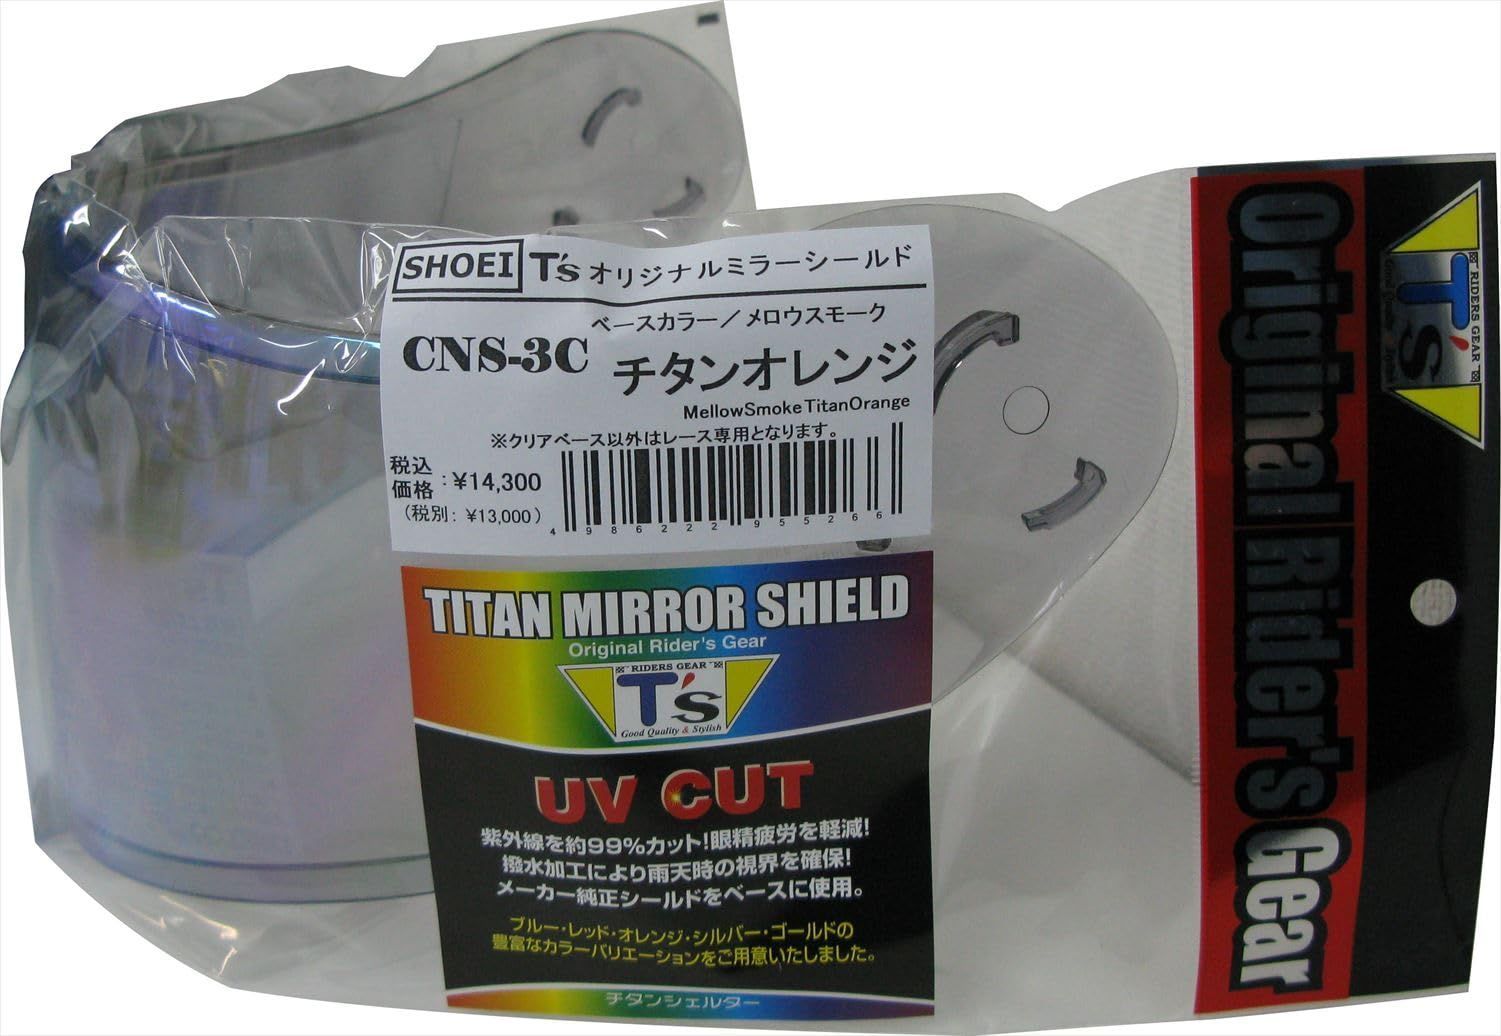 SHOEI T's オリジナルミラーシールド
ベースカラー／メロウスモーク
CNS-3C チタンオレンジ
MellowSmokeTitanOrange
※クリアベース以外はレース専用となります。
税込
価格 : ¥14,300
（税別: ¥13,000）
4 986222 955266
TITAN MIRROR SHIELD
Original Rider's Gear
RIDERS GEAR
T's
Good Quality & Stylish
UV CUT
紫外線を約99%カット!眼精疲労を軽減!
撥水加工により雨天時の視界を確保!
メーカー純正シールドをベースに使用。
ブルー・レッド・オレンジ・シルバー・ゴールドの
豊富なカラーバリエーションをご用意いたしました。
チタンシェルター
Original Rider's Gear
RIDERS GEAR
T's